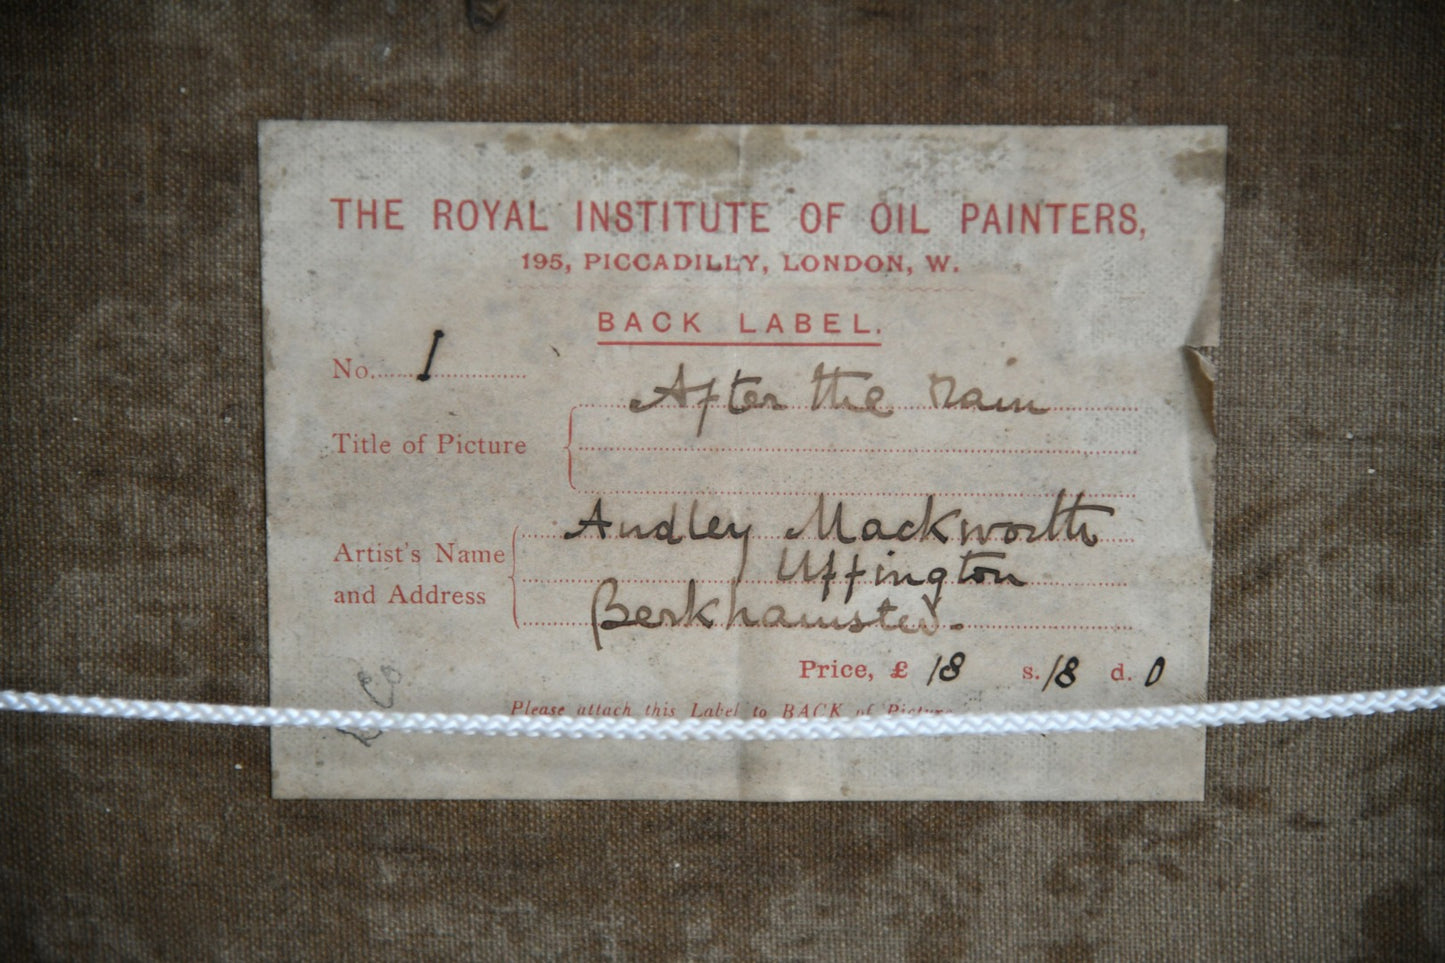 THE ROYAL INSTITUTE OF OIL PAINTERS,
195, PICCADILLY, LONDON, W.
BACK LABEL.
No. 1
After the rain
Title of Picture
Audley Mackworth
Artist's Name
Uffington
and Address
Berkhamsted.
Price, £ 18 s. 18 d. 0
Please attach this Label to BACK of Picture